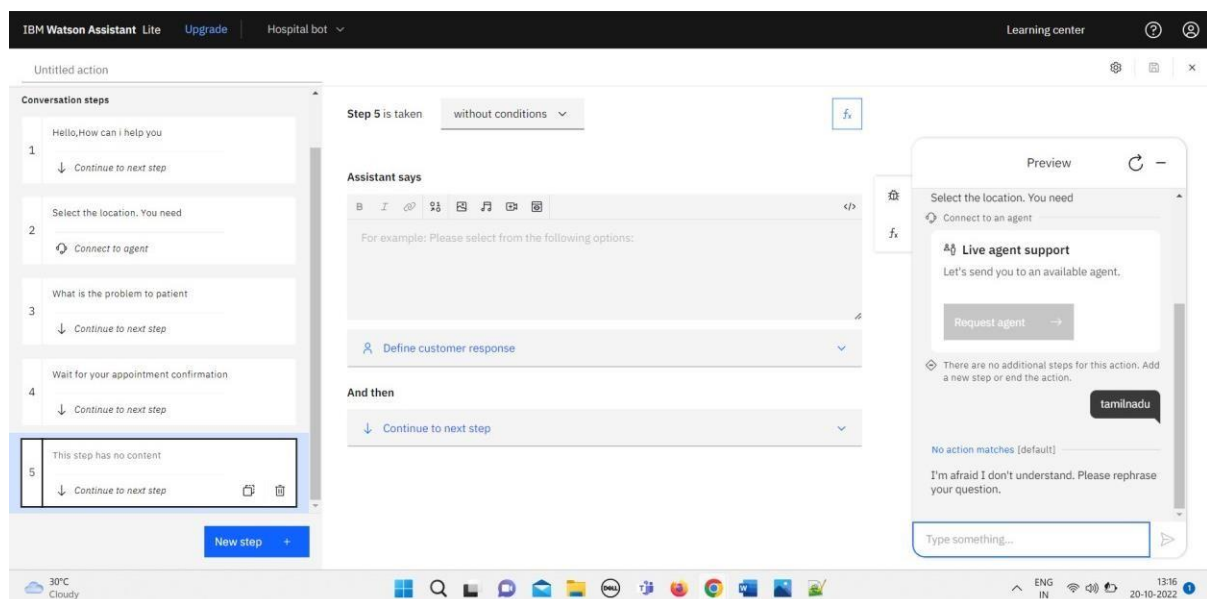 IBM Watson Assistant Lite Upgrade Hospital bot Learning center
Untitled action
Conversation steps
1
Hello,How can i help you
Continue to next step
2
Select the location. You need
Connect to agent
3
What is the problem to patient
Continue to next step
4
Wait for your appointment confirmation
Continue to next step
5
This step has no content
Continue to next step
New step +
Step 5 is taken without conditions
fx
Assistant says
B I </>
For example: Please select from the following options:
Define customer response
And then
Continue to next step
fx
Preview
Select the location. You need
Connect to an agent
Live agent support
Let's send you to an available agent.
Request agent
There are no additional steps for this action. Add
a new step or end the action.
tamilnadu
No action matches [default]
I'm afraid I don't understand. Please rephrase
your question.
Type something...
30°C
Cloudy
DELL
W
ENG
IN
13:16
20-10-2022
1